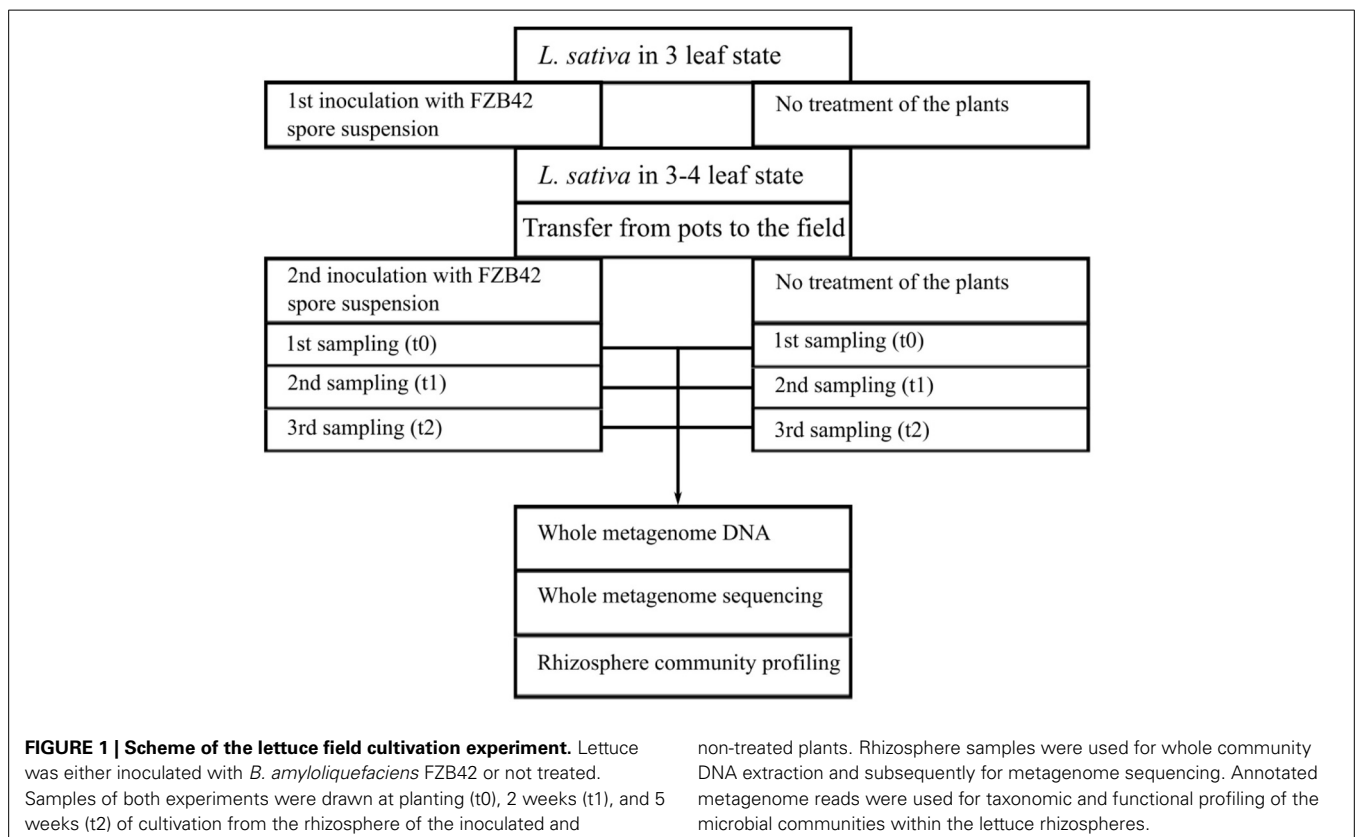 L. sativa in 3 leaf state
1st inoculation with FZB42
spore suspension
No treatment of the plants
L. sativa in 3-4 leaf state
Transfer from pots to the field
2nd inoculation with FZB42
spore suspension
No treatment of the plants
1st sampling (t0)
1st sampling (t0)
2nd sampling (t1)
2nd sampling (t1)
3rd sampling (t2)
3rd sampling (t2)
Whole metagenome DNA
Whole metagenome sequencing
Rhizosphere community profiling
FIGURE 1 | Scheme of the lettuce field cultivation experiment. Lettuce
was either inoculated with B. amyloliquefaciens FZB42 or not treated.
Samples of both experiments were drawn at planting (t0), 2 weeks (t1), and 5
weeks (t2) of cultivation from the rhizosphere of the inoculated and
non-treated plants. Rhizosphere samples were used for whole community
DNA extraction and subsequently for metagenome sequencing. Annotated
metagenome reads were used for taxonomic and functional profiling of the
microbial communities within the lettuce rhizospheres.